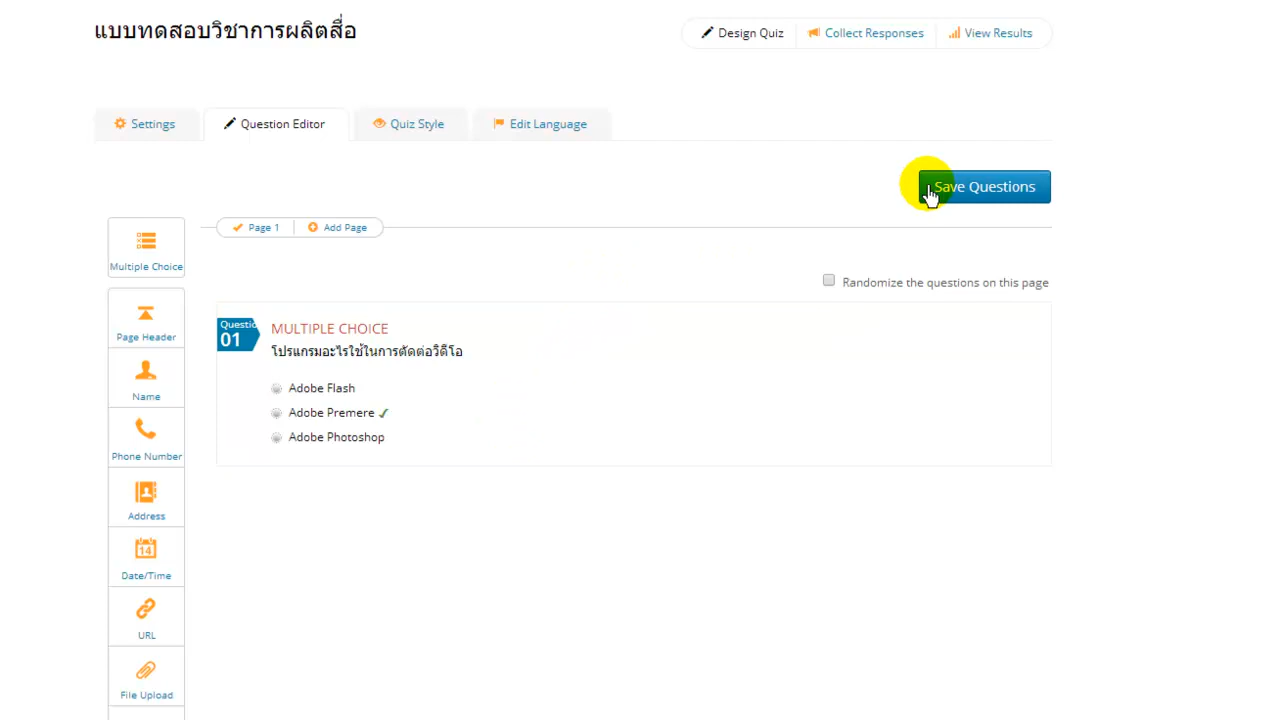 แบบทดสอบวิชาการผลิตสื่อ
Design Quiz
Collect Responses
View Results
Settings
Question Editor
Quiz Style
Edit Language
Save Questions
Page 1
Add Page
Multiple Choice
Randomize the questions on this page
Page Header
Questio
01
MULTIPLE CHOICE
โปรแกรมอะไรใช้ในการตัดต่อวีดีโอ
Adobe Flash
Adobe Premere
Adobe Photoshop
Name
Phone Number
Address
14
Date/Time
URL
File Upload